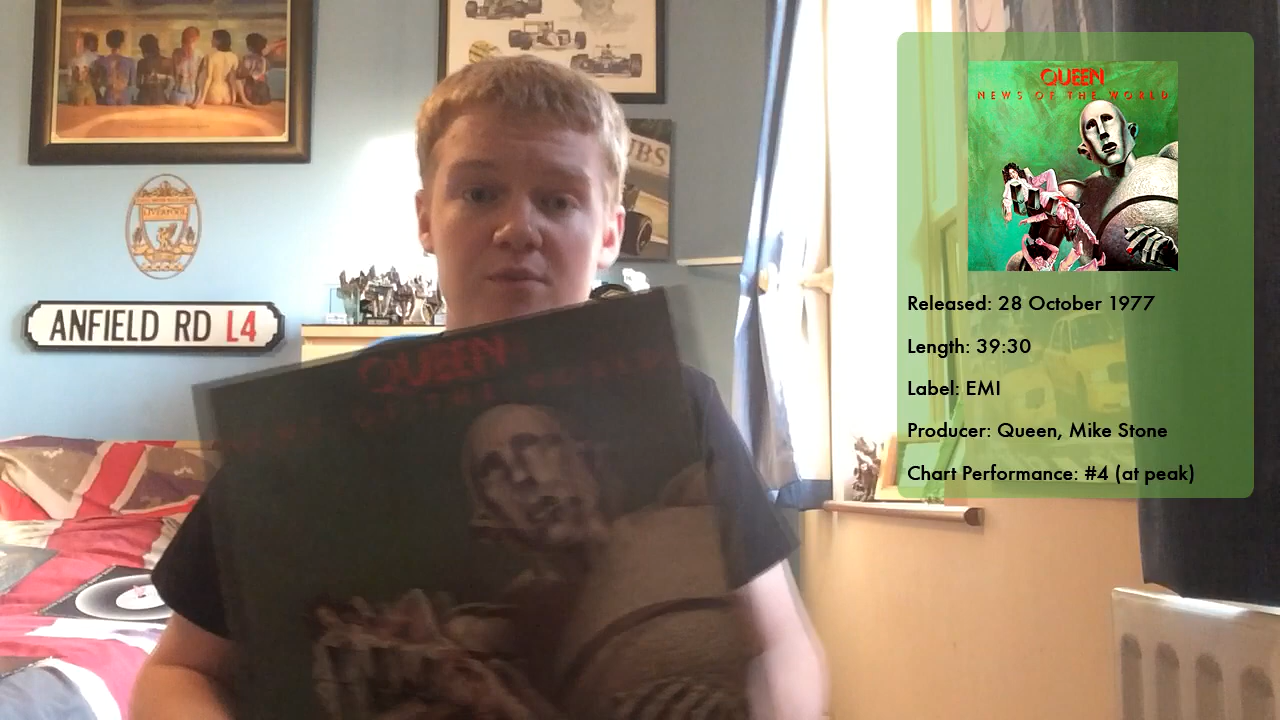 UBS
LIVERPOOL
ANFIELD RD L4
QUEEN
QUEEN
NEWS OF THE WORLD
Released: 28 October 1977
Length: 39:30
Label: EMI
Producer: Queen, Mike Stone
Chart Performance: #4 (at peak)